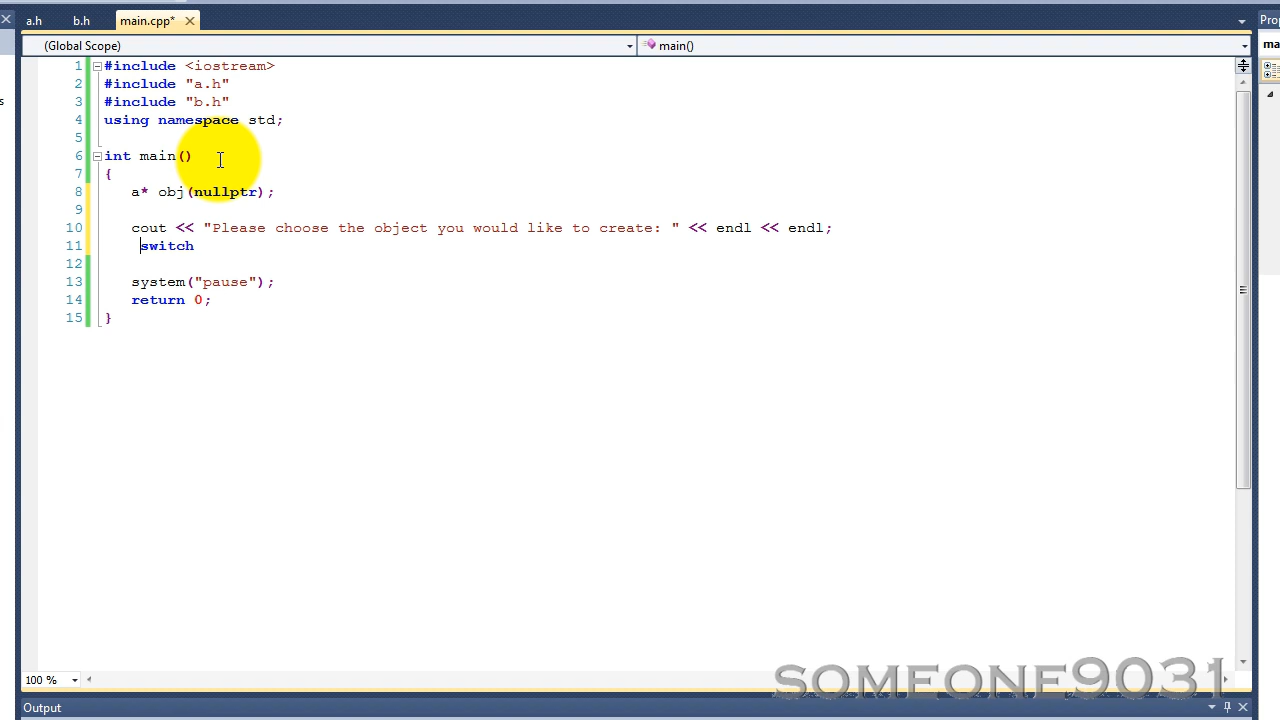 a.h b.h main.cpp*
Prop
(Global Scope) main()
ma
1 #include <iostream>
2 #include "a.h"
3 #include "b.h"
4 using namespace std;
5
6 int main()
7 {
8 a* obj(nullptr);
9
10 cout << "Please choose the object you would like to create: " << endl << endl;
11 switch
12
13 system("pause");
14 return 0;
15 }
s
100 %
SOMEONE9031
Output